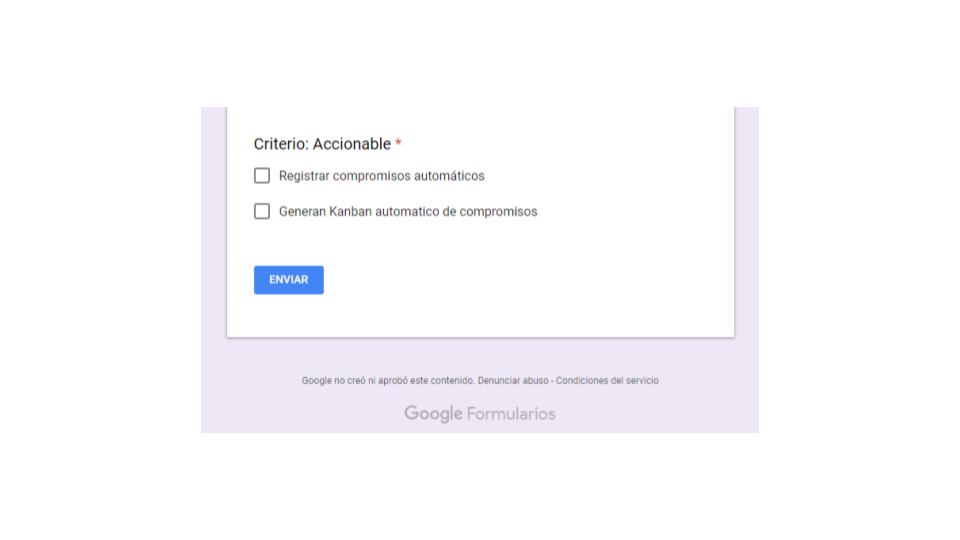 Criterio: Accionable *
Registrar compromisos automáticos
Generan Kanban automatico de compromisos
ENVIAR
Google no creó ni aprobó este contenido. Denunciar abuso - Condiciones del servicio
Google Formularios